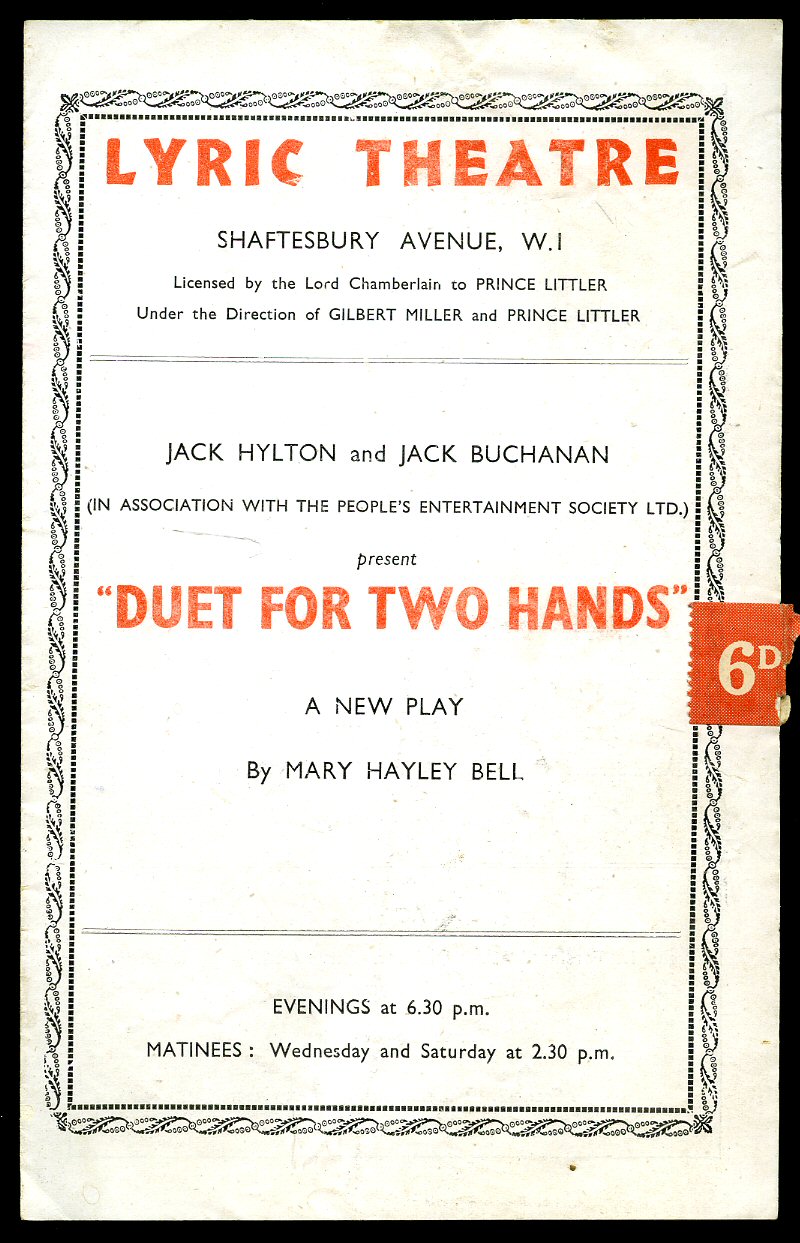 LYRIC THEATRE
SHAFTESBURY AVENUE, W.1
Licensed by the Lord Chamberlain to PRINCE LITTLER
Under the Direction of GILBERT MILLER and PRINCE LITTLER
JACK HYLTON and JACK BUCHANAN
(IN ASSOCIATION WITH THE PEOPLE'S ENTERTAINMENT SOCIETY LTD.)
present
"DUET FOR TWO HANDS"
6D
A NEW PLAY
By MARY HAYLEY BELL
EVENINGS at 6.30 p.m.
MATINEES : Wednesday and Saturday at 2.30 p.m.